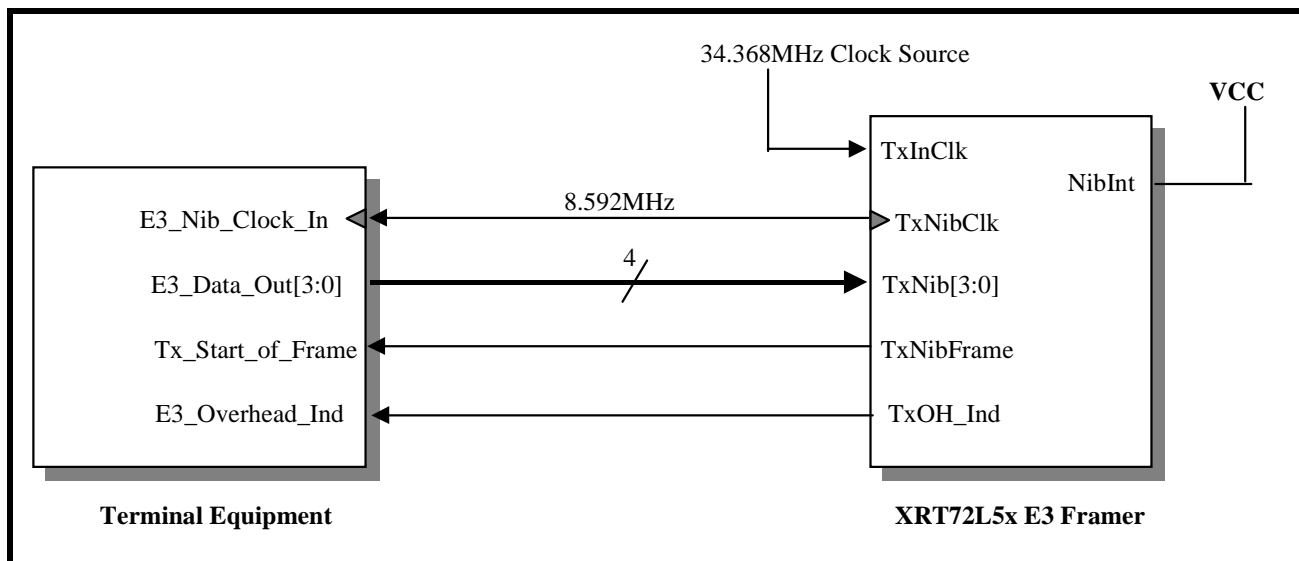 34.368MHz Clock Source
VCC
TxInClk
NibInt
8.592MHz
E3_Nib_Clock_In
TxNibClk
4
E3_Data_Out[3:0]
TxNib[3:0]
Tx_Start_of_Frame
TxNibFrame
E3_Overhead_Ind
TxOH_Ind
Terminal Equipment
XRT72L5x E3 Framer